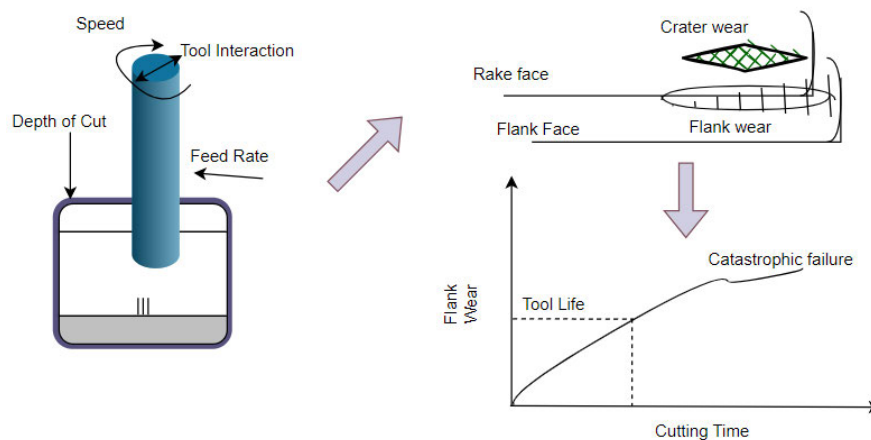 Speed
Tool Interaction
Depth of Cut
Feed Rate
Crater wear
Rake face
Flank Face
Flank wear
Catastrophic failure
Tool Life
Flank
Wear
Cutting Time